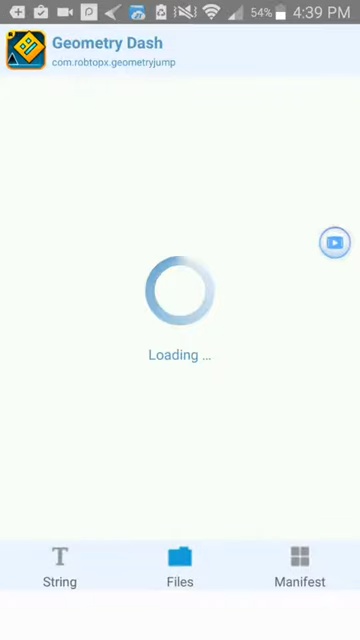 54% 4:39 PM
Geometry Dash
com.robtopx.geometryjump
Loading ...
String Files Manifest